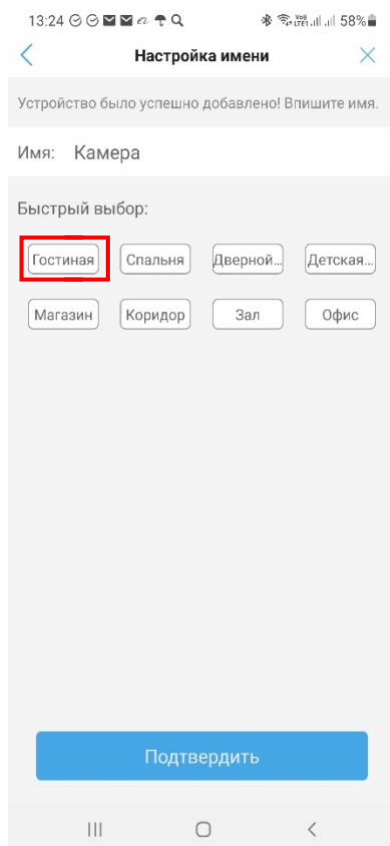 13:24 58%
Настройка имени
Устройство было успешно добавлено! Впишите имя.
Имя: Камера
Быстрый выбор:
Гостиная Спальня Дверной... Детская...
Магазин Коридор Зал Офис
Подтвердить